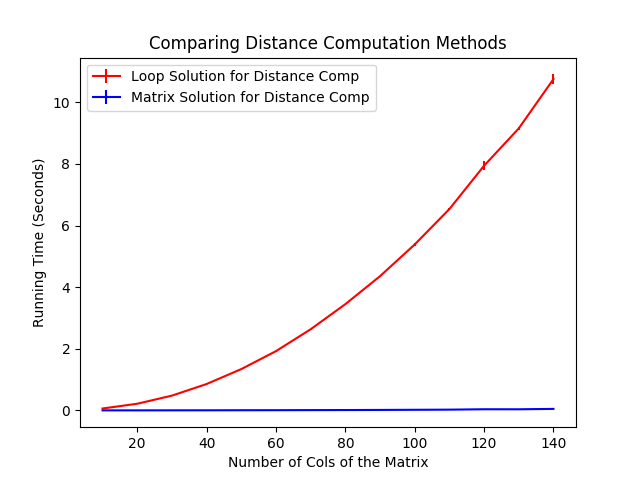 Comparing Distance Computation Methods
Loop Solution for Distance Comp
Matrix Solution for Distance Comp
Running Time (Seconds)
10
8
6
4
2
0
20 40 60 80 100 120 140
Number of Cols of the Matrix